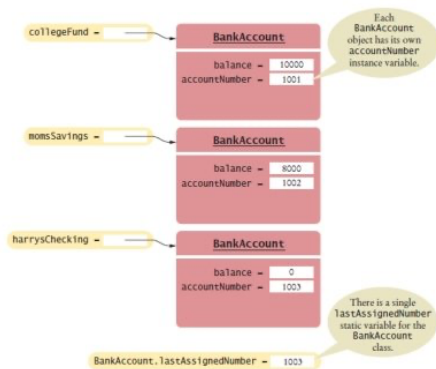 collegeFund =
BankAccount
balance = 10000
accountNumber = 1001
Each
BankAccount
object has its own
accountNumber
instance variable.
momsSavings =
BankAccount
balance = 8000
accountNumber = 1002
harrysChecking =
BankAccount
balance = 0
accountNumber = 1003
There is a single
lastAssignedNumber
static variable for the
BankAccount
class.
BankAccount.lastAssignedNumber = 1003